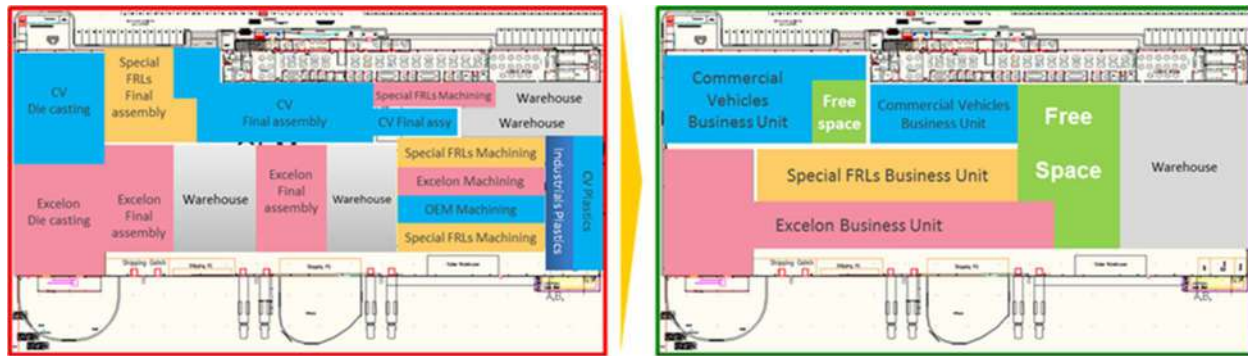 CV
Die casting
Special
FRLs
Final
assembly
CV
Final assembly
Special FRLs Machining
Warehouse
CV Final assy
Warehouse
Excelon
Die casting
Excelon
Final
assembly
Warehouse
Excelon
Final
assembly
Warehouse
Special FRLs Machining
Excelon Machining
OEM Machining
Special FRLs Machining
Industrials Plastics
CV Plastics
Shipping Gate/h
Commercial
Vehicles
Business Unit
Free
space
Commercial Vehicles
Business Unit
Free
Space
Warehouse
Special FRLs Business Unit
Excelon Business Unit